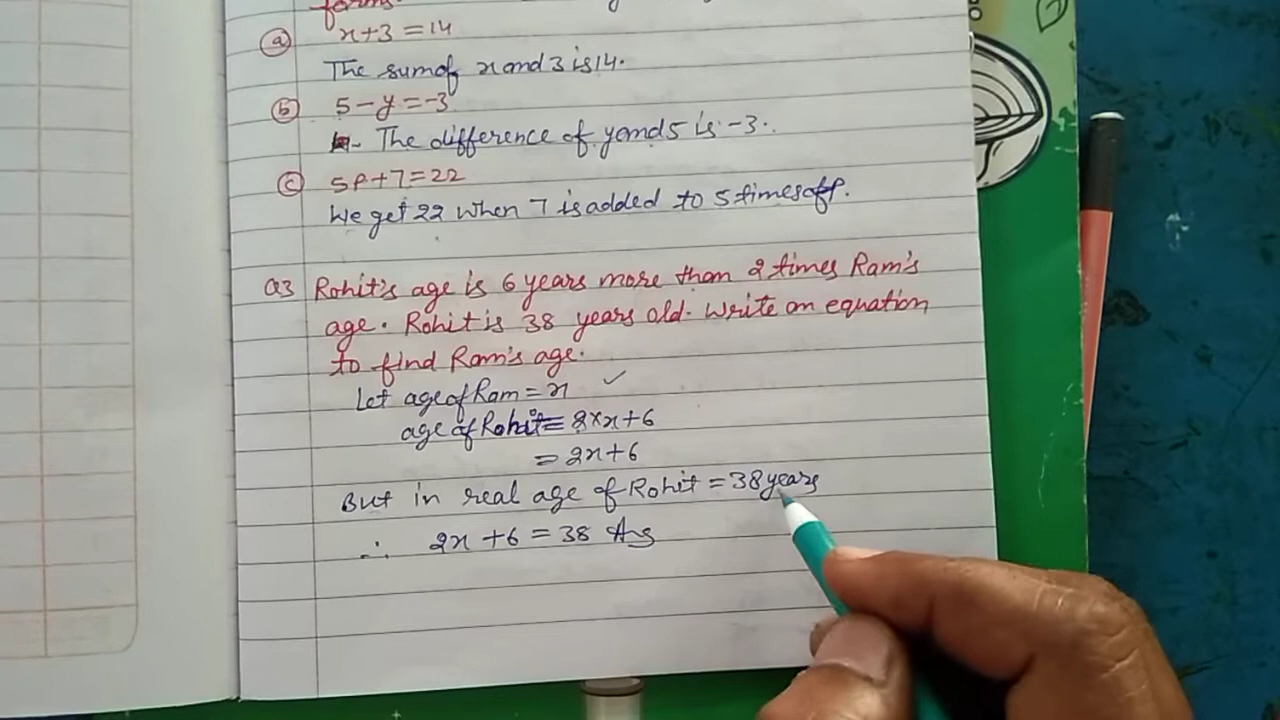 forms.
(a) x+3=14
The sum of x and 3 is 14.
(b) 5-y=-3
The difference of y and 5 is -3.
(c) 5P+7=22
We get 22 when 7 is added to 5 times of P.
Q3 Rohit's age is 6 years more than 2 times Ram's
age. Rohit is 38 years old. Write an equation
to find Ram's age.
Let age of Ram = x ✓
age of Rohit = 2×x+6
= 2x+6
But in real age of Rohit = 38 years
∴ 2x+6=38 Ans